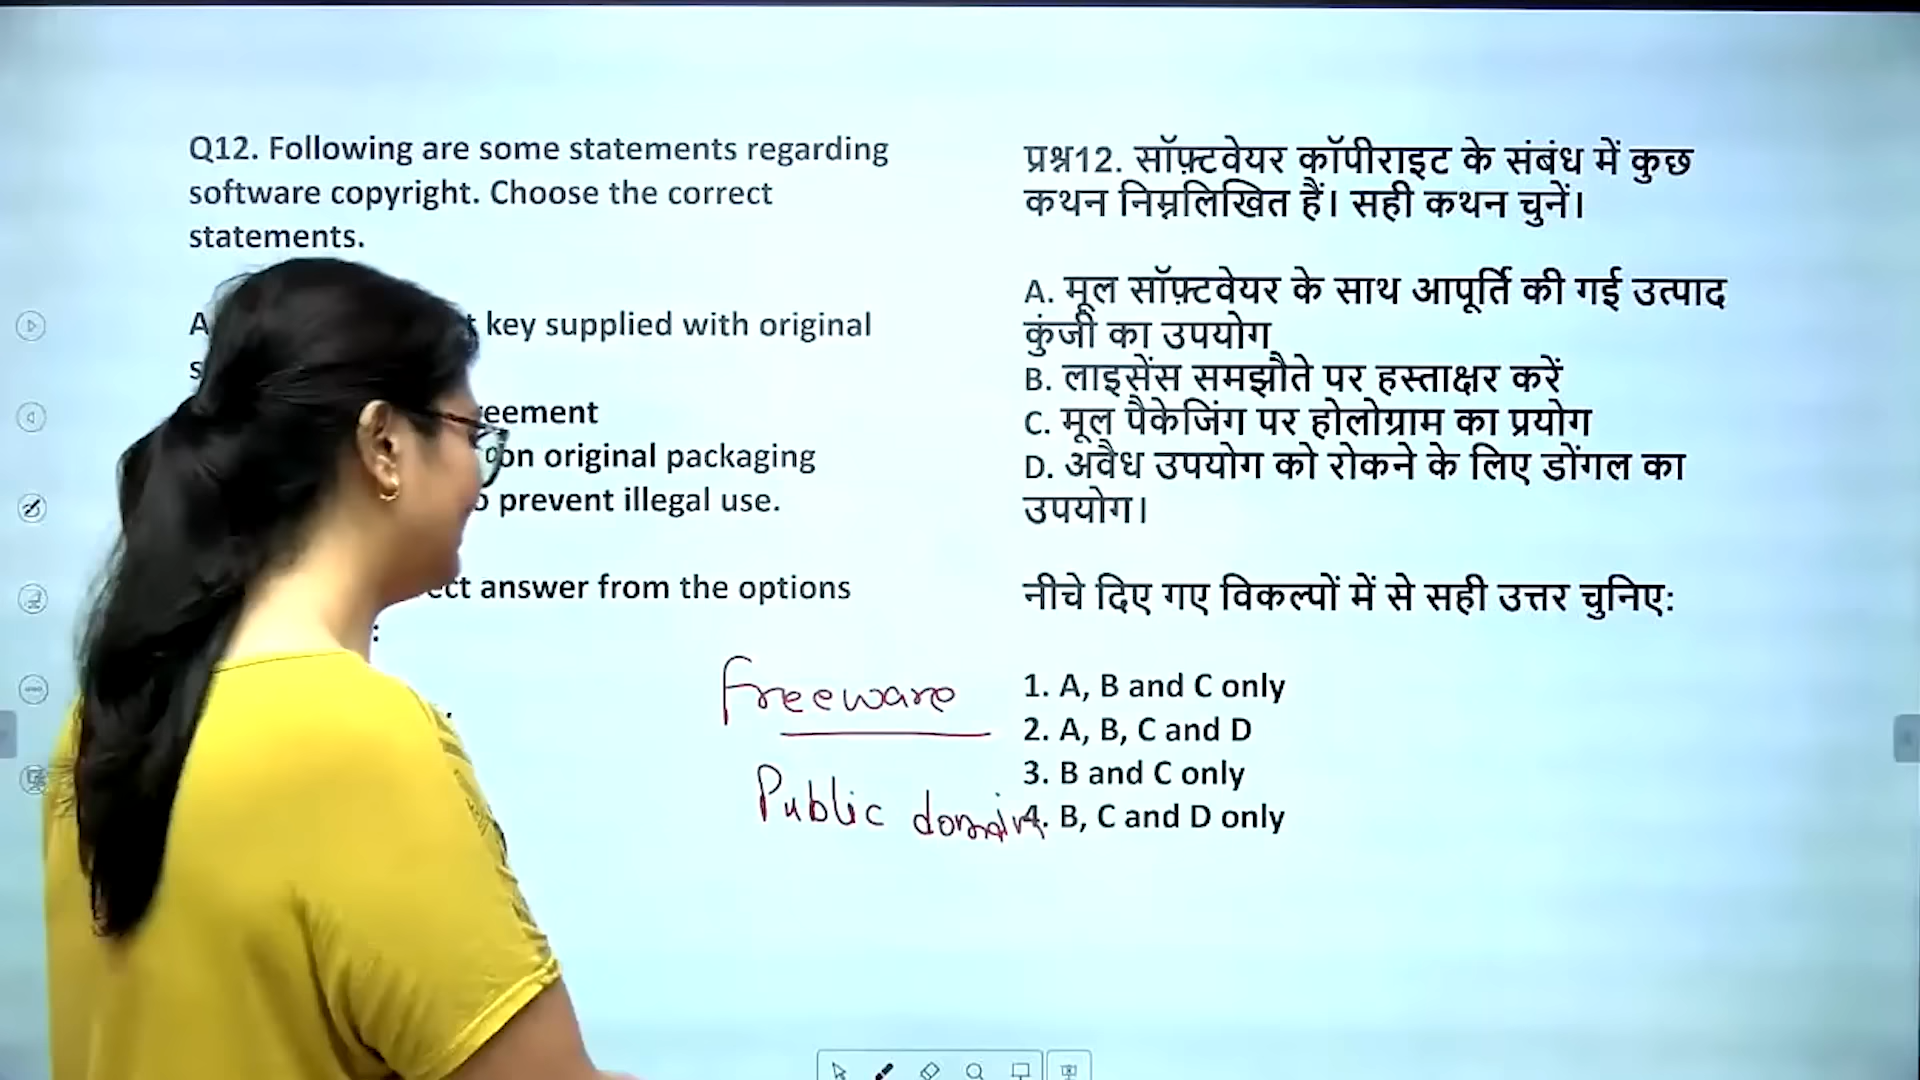 Q12. Following are some statements regarding
software copyright. Choose the correct
statements.
A key supplied with original
s
reement
on original packaging
o prevent illegal use.
ect answer from the options
:
Freeware
Public domain
प्रश्न12. सॉफ़्टवेयर कॉपीराइट के संबंध में कुछ
कथन निम्नलिखित हैं। सही कथन चुनें।
A. मूल सॉफ़्टवेयर के साथ आपूर्ति की गई उत्पाद
कुंजी का उपयोग
B. लाइसेंस समझौते पर हस्ताक्षर करें
C. मूल पैकेजिंग पर होलोग्राम का प्रयोग
D. अवैध उपयोग को रोकने के लिए डोंगल का
उपयोग।
नीचे दिए गए विकल्पों में से सही उत्तर चुनिए:
1. A, B and C only
2. A, B, C and D
3. B and C only
4. B, C and D only